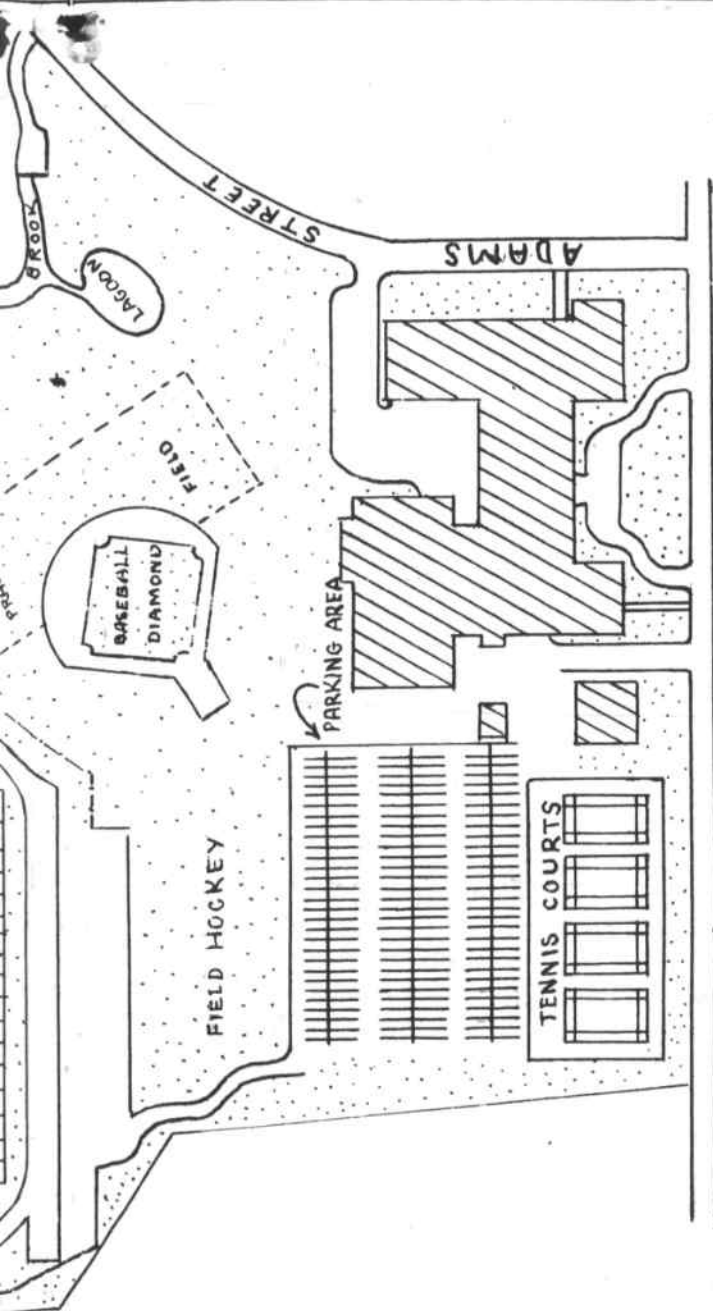 STREET
ADAMS
BROOK
LAGOON
FIELD
BASEBALL
DIAMOND
PARKING AREA
FIELD HOCKEY
TENNIS COURTS